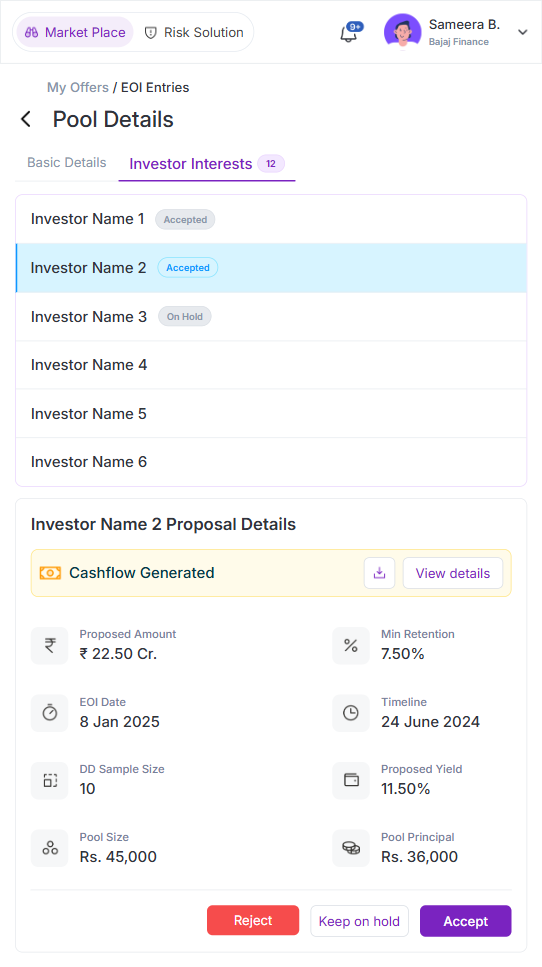 Market Place Risk Solution 9+ Sameera B.
Bajaj Finance
My Offers / EOI Entries
Pool Details
Basic Details Investor Interests 12
Investor Name 1 Accepted
Investor Name 2 Accepted
Investor Name 3 On Hold
Investor Name 4
Investor Name 5
Investor Name 6
Investor Name 2 Proposal Details
Cashflow Generated View details
Proposed Amount Min Retention
₹ 22.50 Cr. 7.50%
EOI Date Timeline
8 Jan 2025 24 June 2024
DD Sample Size Proposed Yield
10 11.50%
Pool Size Pool Principal
Rs. 45,000 Rs. 36,000
Reject Keep on hold Accept